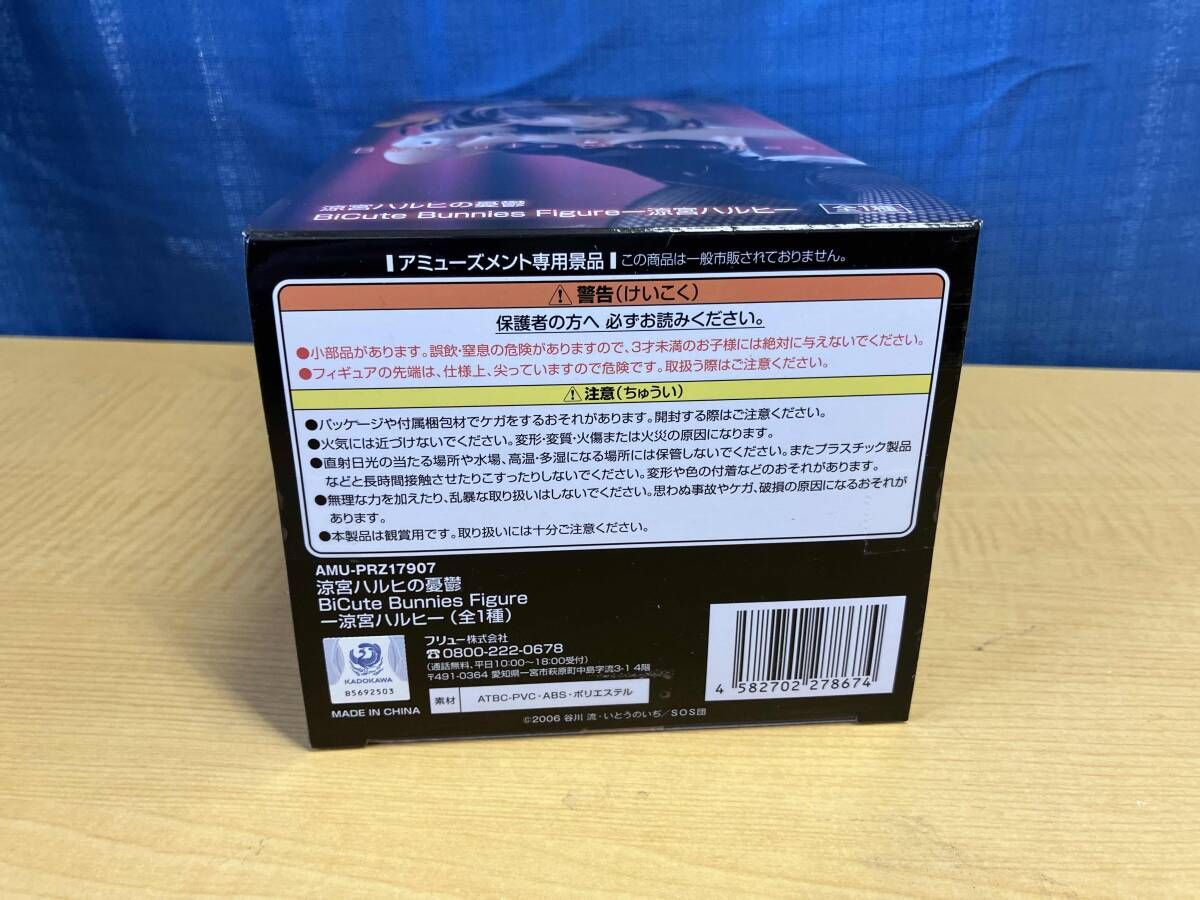 BiCute Bunnies
涼宮ハルヒの憂鬱
BiCute Bunnies Figureー涼宮ハルヒー 全1種
アミューズメント専用景品 この商品は一般市販されておりません。
警告(けいこく)
保護者の方へ 必ずお読みください。
●小部品があります。誤飲・窒息の危険がありますので、3才未満のお子様には絶対に与えないでください。
●フィギュアの先端は、仕様上、尖っていますので危険です。取扱う際はご注意ください。
注意(ちゅうい)
●パッケージや付属梱包材でケガをするおそれがあります。開封する際はご注意ください。
●火気には近づけないでください。変形・変質・火傷または火災の原因になります。
●直射日光の当たる場所や水場、高温・多湿になる場所には保管しないでください。またプラスチック製品
などと長時間接触させたりこすったりしないでください。変形や色の付着などのおそれがあります。
●無理な力を加えたり、乱暴な取り扱いはしないでください。思わぬ事故やケガ、破損の原因になるおそれが
あります。
●本製品は観賞用です。取り扱いには十分ご注意ください。
AMU-PRZ17907
涼宮ハルヒの憂鬱
BiCute Bunnies Figure
ー涼宮ハルヒー(全1種)
フリュー株式会社
☎0800-222-0678
(通話無料、平日10:00~18:00受付)
〒491-0364 愛知県一宮市萩原町中島字流3-1 4階
KADOKAWA
85692503
MADE IN CHINA
素材 ATBC-PVC・ABS・ポリエステル
4 582702 278674
©2006 谷川 流・いとうのいぢ/SOS団